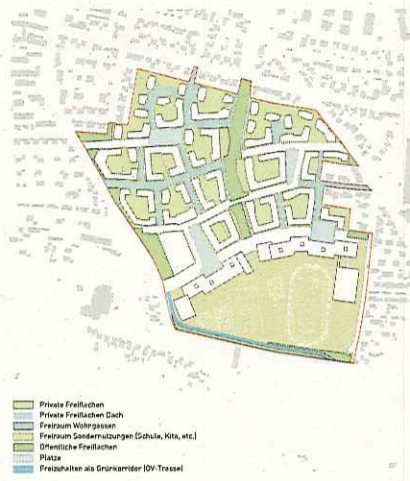 Private Freiflächen
Private Freiflächen Dach
Freiraum Wohngassen
Freiraum Sondernutzungen (Schule, Kita, etc.)
Öffentliche Freiflächen
Plätze
Freizuhalten als Grünkorridor (ÖV-Trasse)